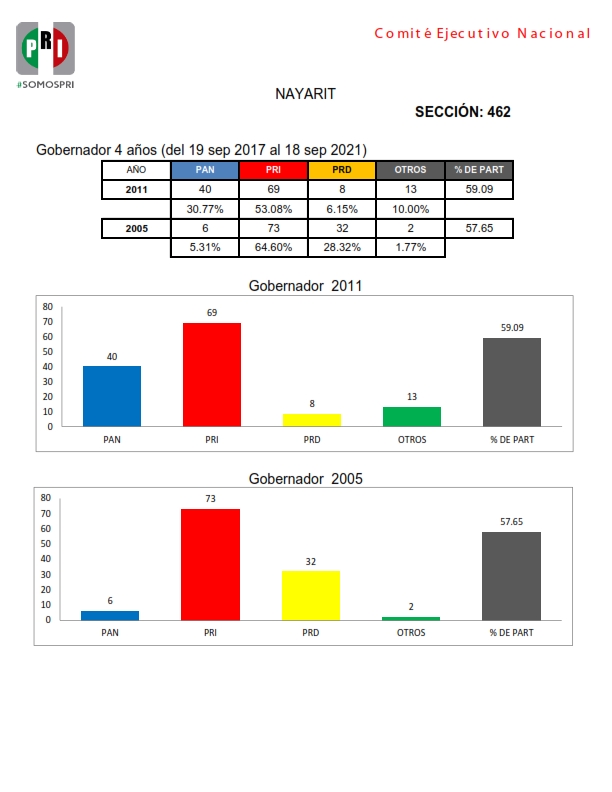 PRI
#SOMOSPRI
Comité Ejecutivo Nacional
NAYARIT
SECCIÓN: 462
Gobernador 4 años (del 19 sep 2017 al 18 sep 2021)
AÑO PAN PRI PRD OTROS % DE PART
2011 40 69 8 13 59.09
30.77% 53.08% 6.15% 10.00%
2005 6 73 32 2 57.65
5.31% 64.60% 28.32% 1.77%
Gobernador 2011
80
70
60
50
40
30
20
10
0
40
69
8
13
59.09
PAN PRI PRD OTROS % DE PART
Gobernador 2005
80
70
60
50
40
30
20
10
0
6
73
32
2
57.65
PAN PRI PRD OTROS % DE PART